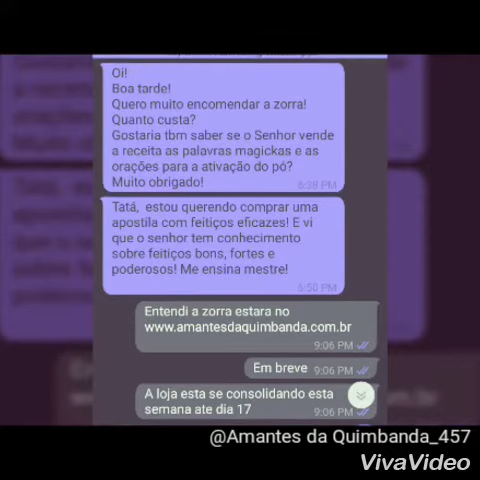 Oi!
Boa tarde!
Quero muito encomendar a zorra!
Quanto custa?
Gostaria tbm saber se o Senhor vende
a receita as palavras magickas e as
orações para a ativação do pó?
Muito obrigado!
6:39 PM
Tatá, estou querendo comprar uma
apostila com feitiços eficazes! E vi
que o senhor tem conhecimento
sobre feitiços bons, fortes e
poderosos! Me ensina mestre!
6:50 PM
Entendi a zorra estara no
www.amantesdaquimbanda.com.br
9:06 PM
Em breve 9:06 PM
A loja esta se consolidando esta
semana ate dia 17
9:06 PM
@Amantes da Quimbanda_457
VivaVideo